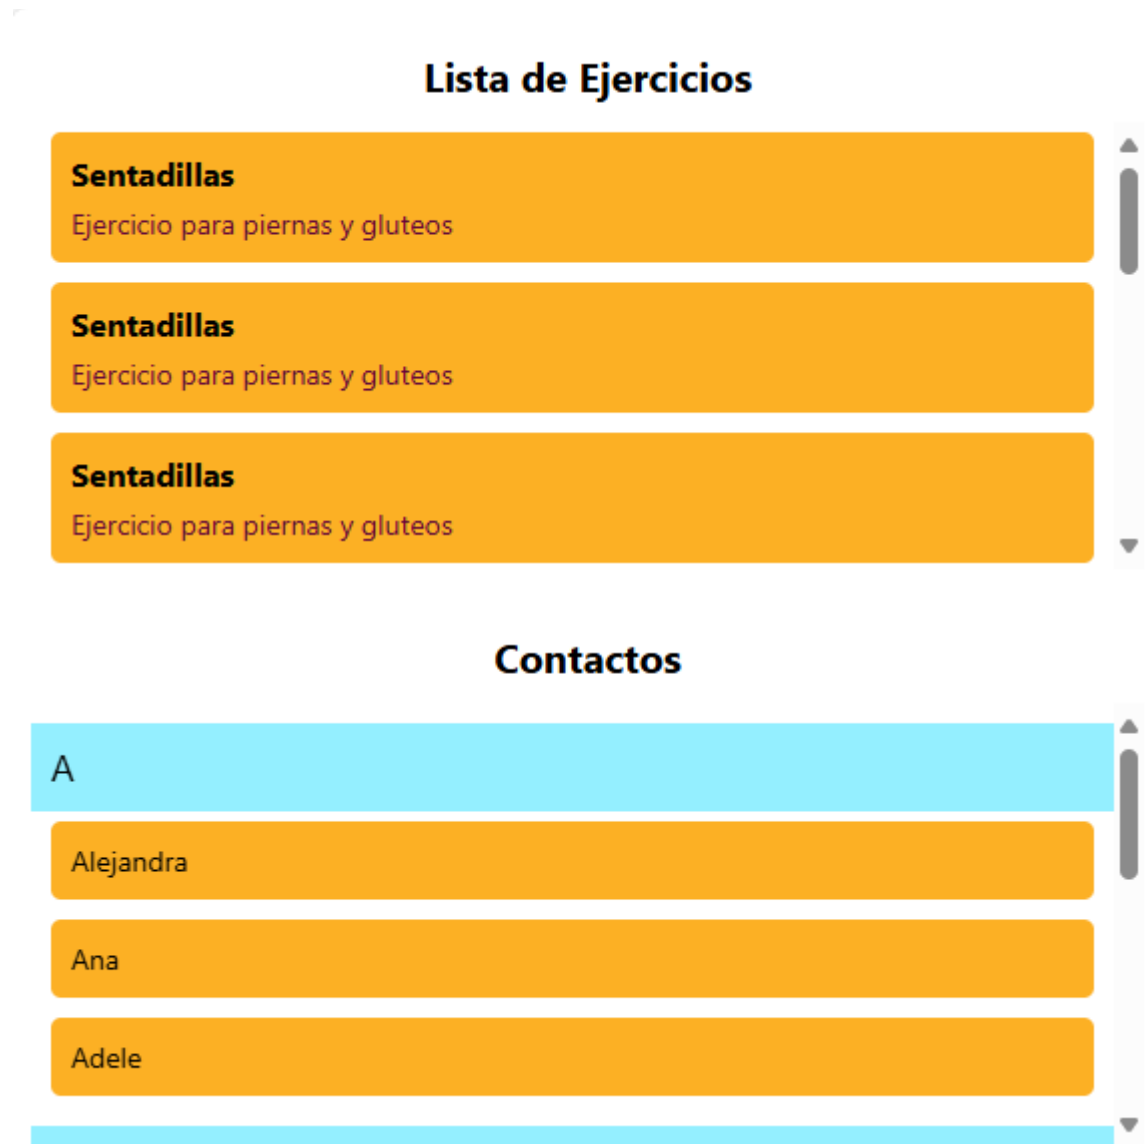 Lista de Ejercicios
Sentadillas
Ejercicio para piernas y gluteos
Sentadillas
Ejercicio para piernas y gluteos
Sentadillas
Ejercicio para piernas y gluteos
Contactos
A
Alejandra
Ana
Adele